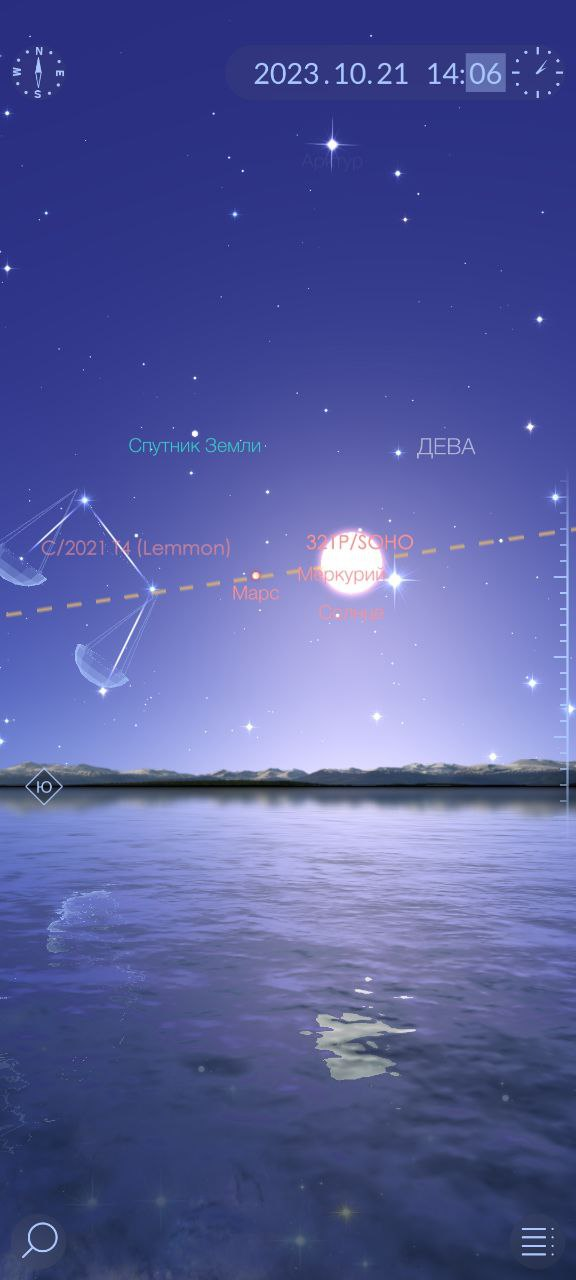 N
W E
S
2023.10.21 14:06
Арктур
Спутник Земли
ДЕВА
C/2021 T4 (Lemmon)
321P/SOHO
Меркурий
Марс
Солнце
Ю